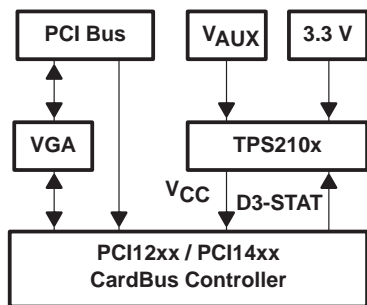 PCI Bus
VAUX
3.3 V
VGA
TPS210x
VCC
D3-STAT
PCI12xx / PCI14xx
CardBus Controller